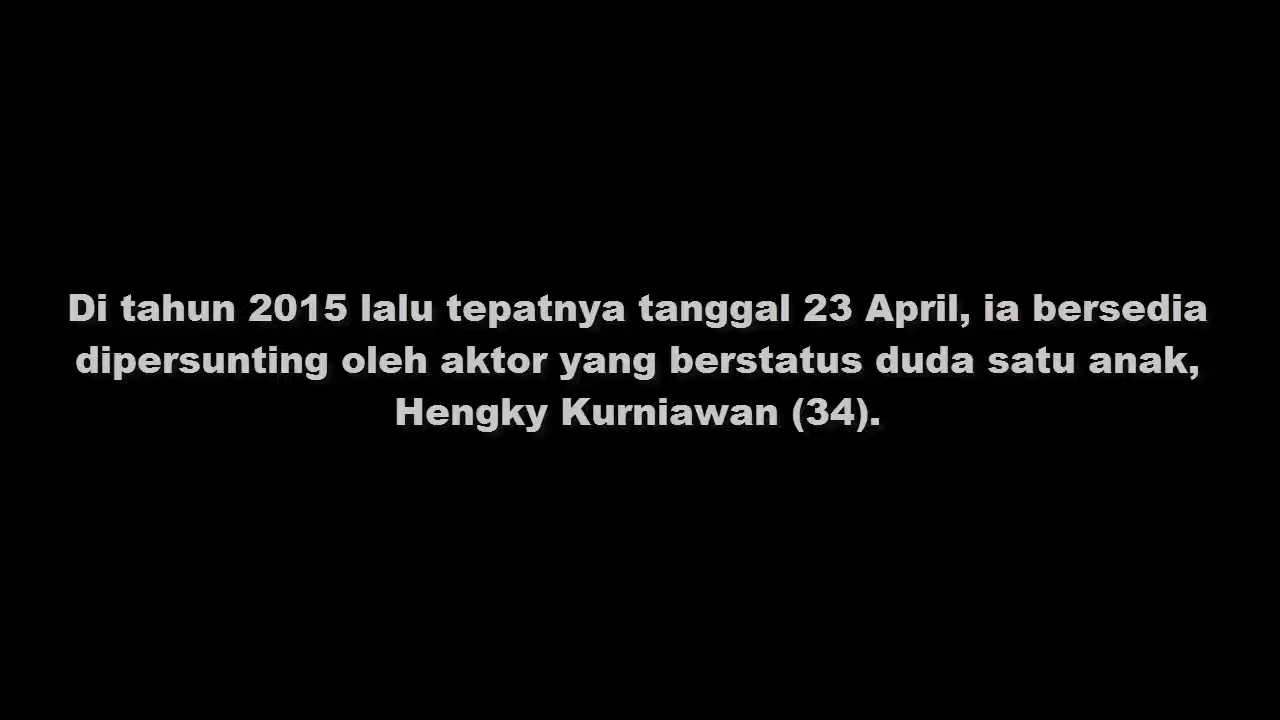 Di tahun 2015 lalu tepatnya tanggal 23 April, ia bersedia
dipersunting oleh aktor yang berstatus duda satu anak,
Hengky Kurniawan (34).